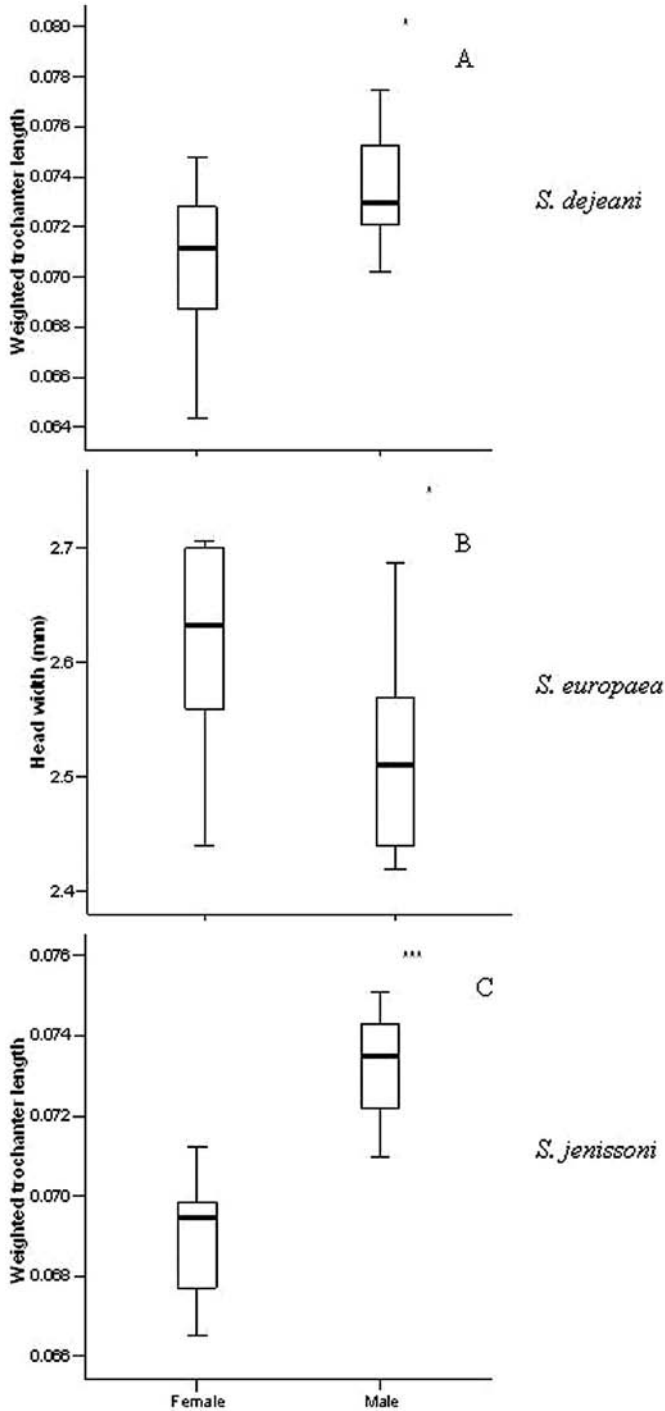 *
A
0.080
0.078
0.076
0.074
0.072
0.070
0.068
0.066
0.064
Weighted trochanter length
S. dejeani
*
B
2.7
2.6
2.5
2.4
Head width (mm)
S. europaea
***
C
0.076
0.074
0.072
0.070
0.068
0.066
Weighted trochanter length
S. jenissoni
Female Male